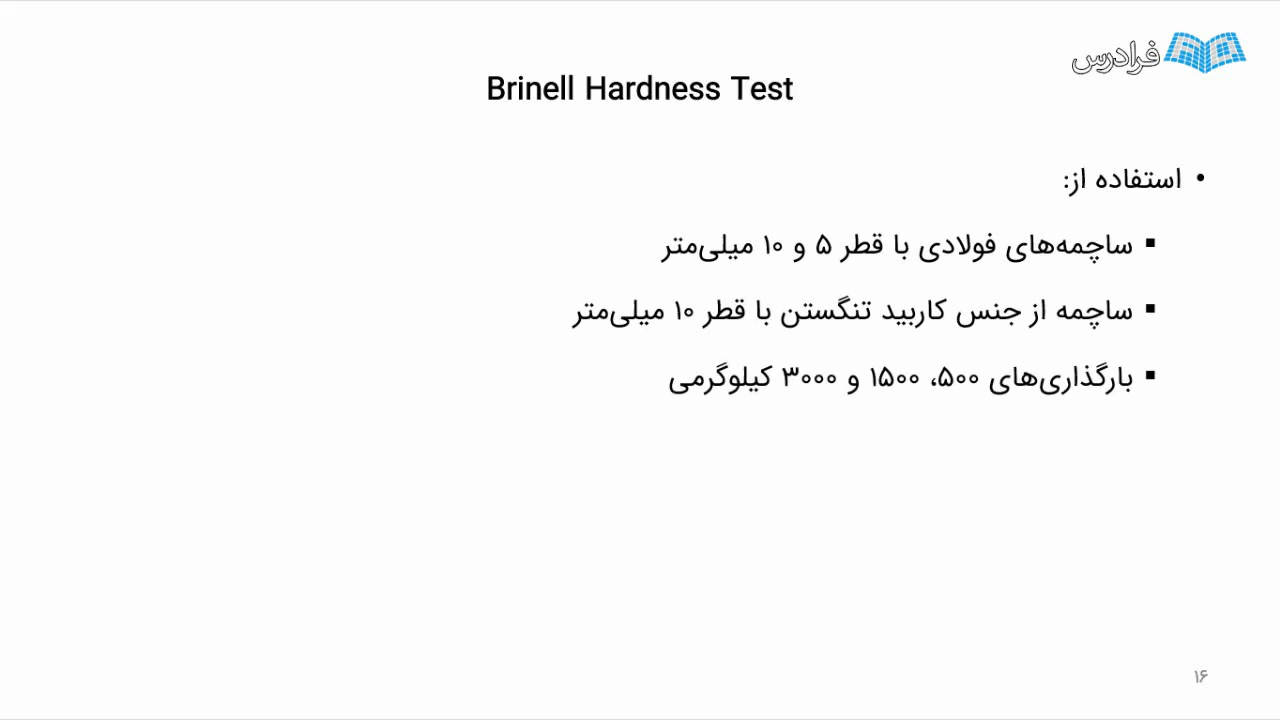 فرادرس
Brinell Hardness Test
• استفاده از:
▪ ساچمه‌های فولادی با قطر ۵ و ۱۰ میلی‌متر
▪ ساچمه از جنس کاربید تنگستن با قطر ۱۰ میلی‌متر
▪ بارگذاری‌های ۵۰۰، ۱۵۰۰ و ۳۰۰۰ کیلوگرمی
۱۶